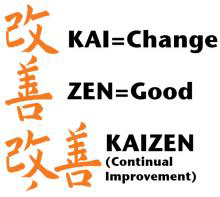 改 KAI=Change
善 ZEN=Good
改善 KAIZEN
(Continual
Improvement)